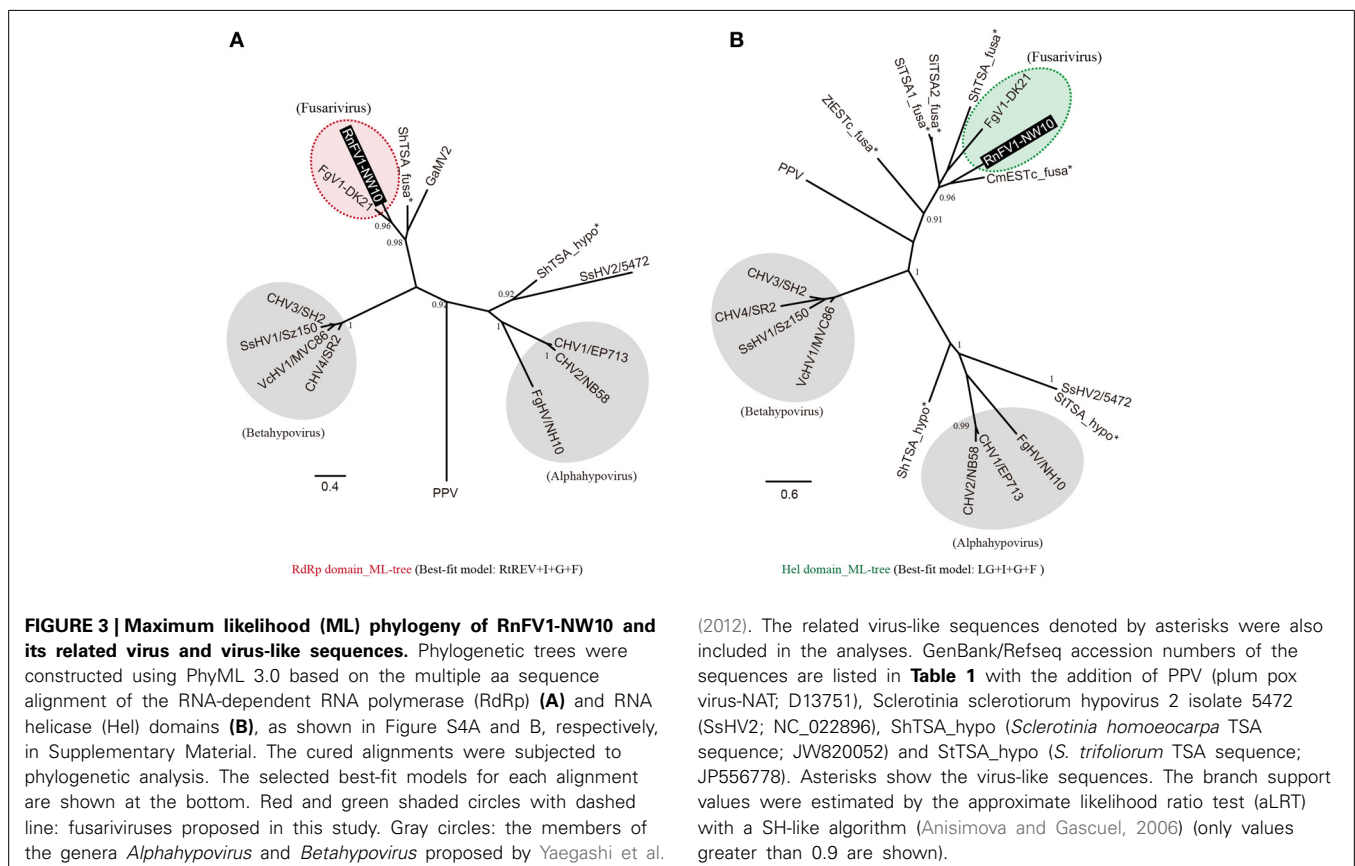 A
(Fusarivirus)
RnFV1-NW10
FgV1-DK21
ShTSA_fusa*
GaMV2
0.96
0.98
ShTSA_hypo*
SsHV2/5472
0.92
0.92
CHV3/SH2
SsHV1/Sz150
VcHV1/MVC86
CHV4/SR2
1
(Betahypovirus)
1
CHV1/EP713
1
CHV2/NB58
FgHV/NH10
(Alphahypovirus)
0.4
PPV
RdRp domain_ML-tree (Best-fit model: RtREV+I+G+F)
B
(Fusarivirus)
ShTSA_fusa*
SiTSA2_fusa*
SiTSA1_fusa*
FgV1-DK21
RnFV1-NW10
ZtESTc_fusa*
CmESTc_fusa*
PPV
0.96
0.91
1
CHV3/SH2
CHV4/SR2
SsHV1/Sz150
VcHV1/MVC86
(Betahypovirus)
1
1
SsHV2/5472
StTSA_hypo*
ShTSA_hypo*
0.99
CHV2/NB58
CHV1/EP713
FgHV/NH10
(Alphahypovirus)
0.6
Hel domain_ML-tree (Best-fit model: LG+I+G+F )
FIGURE 3 | Maximum likelihood (ML) phylogeny of RnFV1-NW10 and
its related virus and virus-like sequences. Phylogenetic trees were
constructed using PhyML 3.0 based on the multiple aa sequence
alignment of the RNA-dependent RNA polymerase (RdRp) (A) and RNA
helicase (Hel) domains (B), as shown in Figure S4A and B, respectively,
in Supplementary Material. The cured alignments were subjected to
phylogenetic analysis. The selected best-fit models for each alignment
are shown at the bottom. Red and green shaded circles with dashed
line: fusariviruses proposed in this study. Gray circles: the members of
the genera Alphahypovirus and Betahypovirus proposed by Yaegashi et al.
(2012). The related virus-like sequences denoted by asterisks were also
included in the analyses. GenBank/Refseq accession numbers of the
sequences are listed in Table 1 with the addition of PPV (plum pox
virus-NAT; D13751), Sclerotinia sclerotiorum hypovirus 2 isolate 5472
(SsHV2; NC_022896), ShTSA_hypo (Sclerotinia homoeocarpa TSA
sequence; JW820052) and StTSA_hypo (S. trifoliorum TSA sequence;
JP556778). Asterisks show the virus-like sequences. The branch support
values were estimated by the approximate likelihood ratio test (aLRT)
with a SH-like algorithm (Anisimova and Gascuel, 2006) (only values
greater than 0.9 are shown).